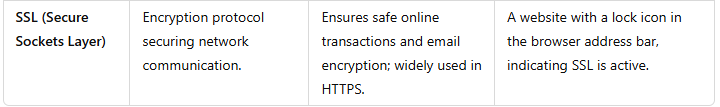 SSL (Secure
Sockets Layer)
Encryption protocol
securing network
communication.
Ensures safe online
transactions and email
encryption; widely used in
HTTPS.
A website with a lock icon in
the browser address bar,
indicating SSL is active.